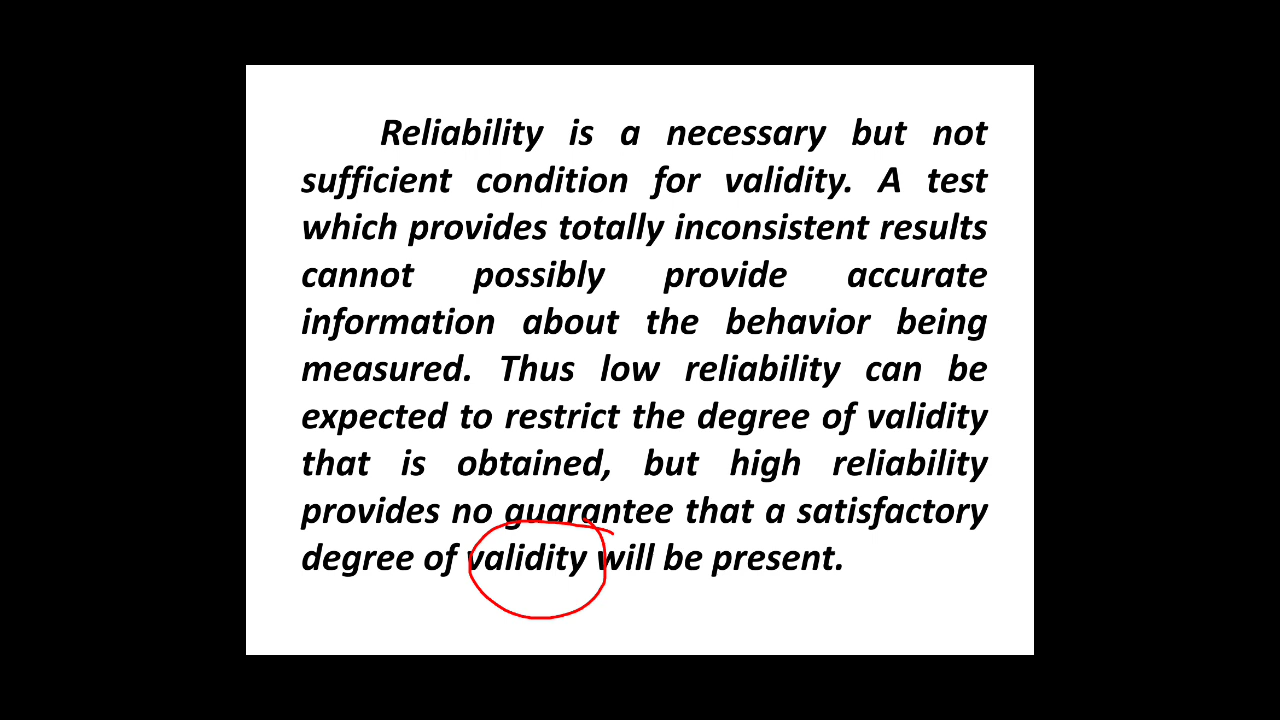 Reliability is a necessary but not
sufficient condition for validity. A test
which provides totally inconsistent results
cannot possibly provide accurate
information about the behavior being
measured. Thus low reliability can be
expected to restrict the degree of validity
that is obtained, but high reliability
provides no guarantee that a satisfactory
degree of validity will be present.